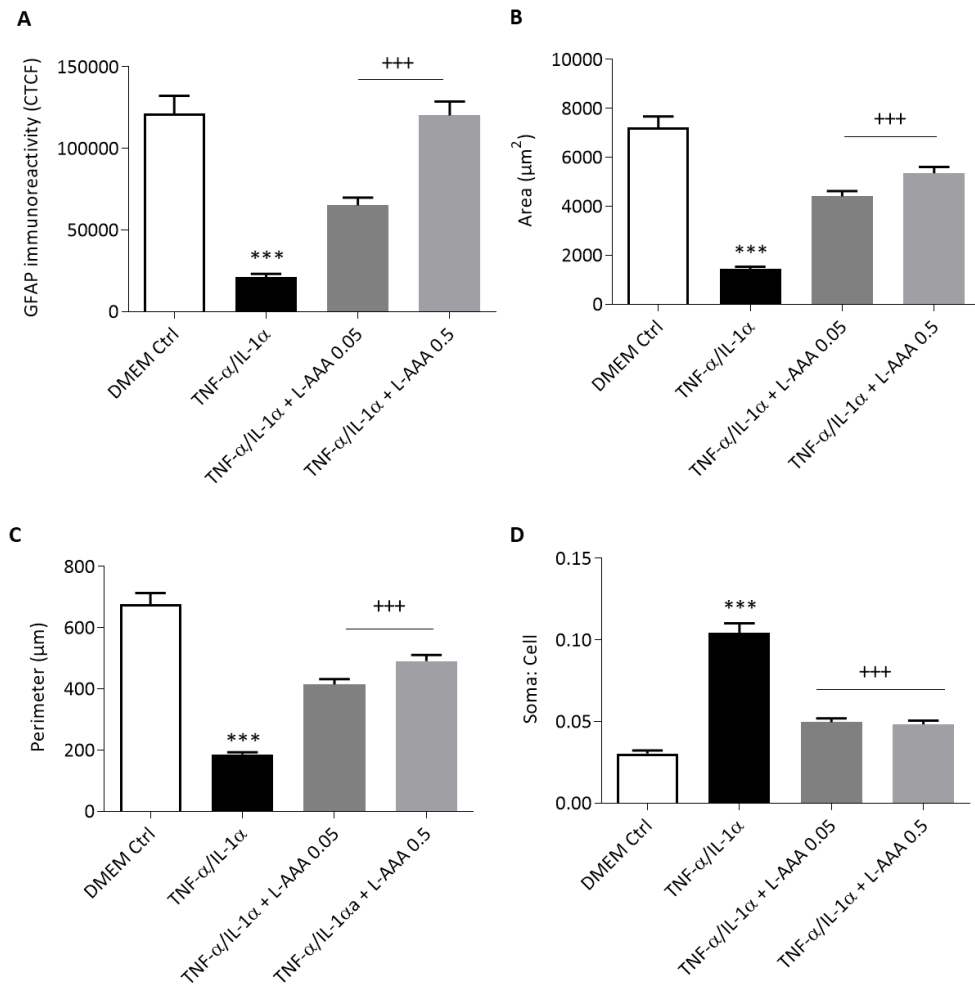 A
GFAP immunoreactivity (CTCF)
150000
100000
50000
0
***
+++
DMEM Ctrl
TNF-α/IL-1α
TNF-α/IL-1α + L-AAA 0.05
TNF-α/IL-1α + L-AAA 0.5
B
Area (µm²)
10000
8000
6000
4000
2000
0
***
+++
DMEM Ctrl
TNF-α/IL-1α
TNF-α/IL-1α + L-AAA 0.05
TNF-α/IL-1α + L-AAA 0.5
C
Perimeter (µm)
800
600
400
200
0
***
+++
DMEM Ctrl
TNF-α/IL-1α
TNF-α/IL-1α + L-AAA 0.05
TNF-α/IL-1αa + L-AAA 0.5
D
Soma: Cell
0.15
0.10
0.05
0.00
***
+++
DMEM Ctrl
TNF-α/IL-1α
TNF-α/IL-1α + L-AAA 0.05
TNF-α/IL-1α + L-AAA 0.5